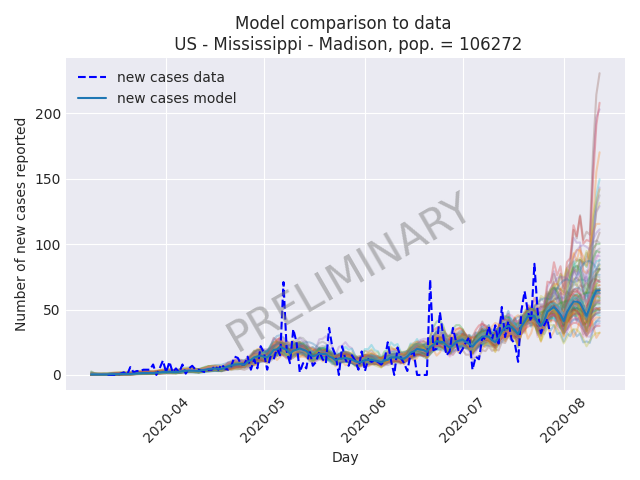 Model comparison to data
US - Mississippi - Madison, pop. = 106272
new cases data
new cases model
PRELIMINARY
Number of new cases reported
200
150
100
50
0
2020-04
2020-05
2020-06
2020-07
2020-08
Day